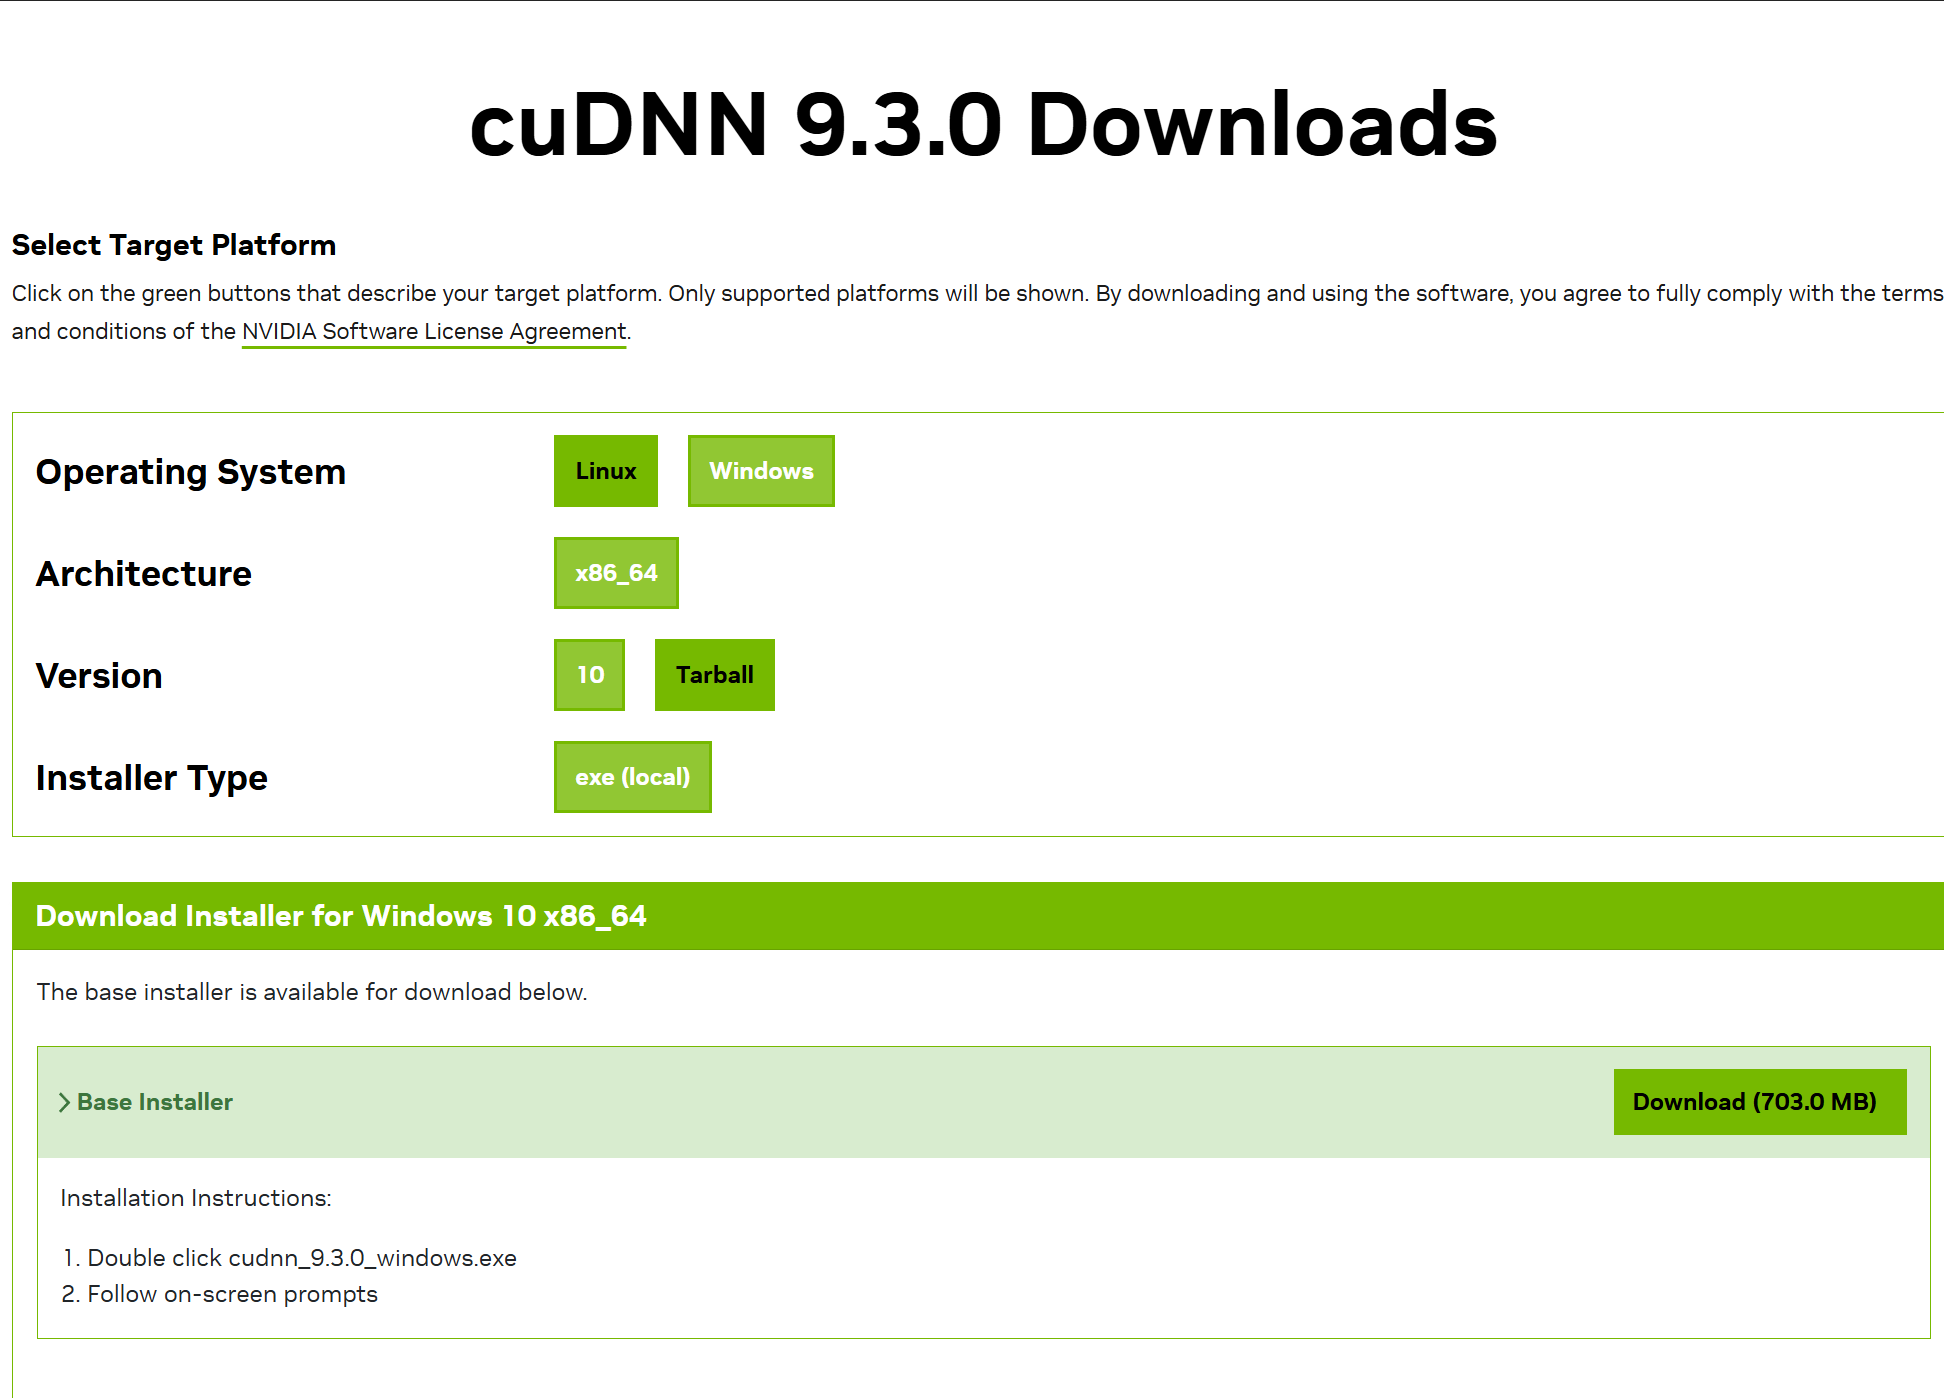 cuDNN 9.3.0 Downloads
Select Target Platform
Click on the green buttons that describe your target platform. Only supported platforms will be shown. By downloading and using the software, you agree to fully comply with the terms
and conditions of the NVIDIA Software License Agreement.
Operating System Linux Windows
Architecture x86_64
Version 10 Tarball
Installer Type exe (local)
Download Installer for Windows 10 x86_64
The base installer is available for download below.
Base Installer Download (703.0 MB)
Installation Instructions:
1. Double click cudnn_9.3.0_windows.exe
2. Follow on-screen prompts